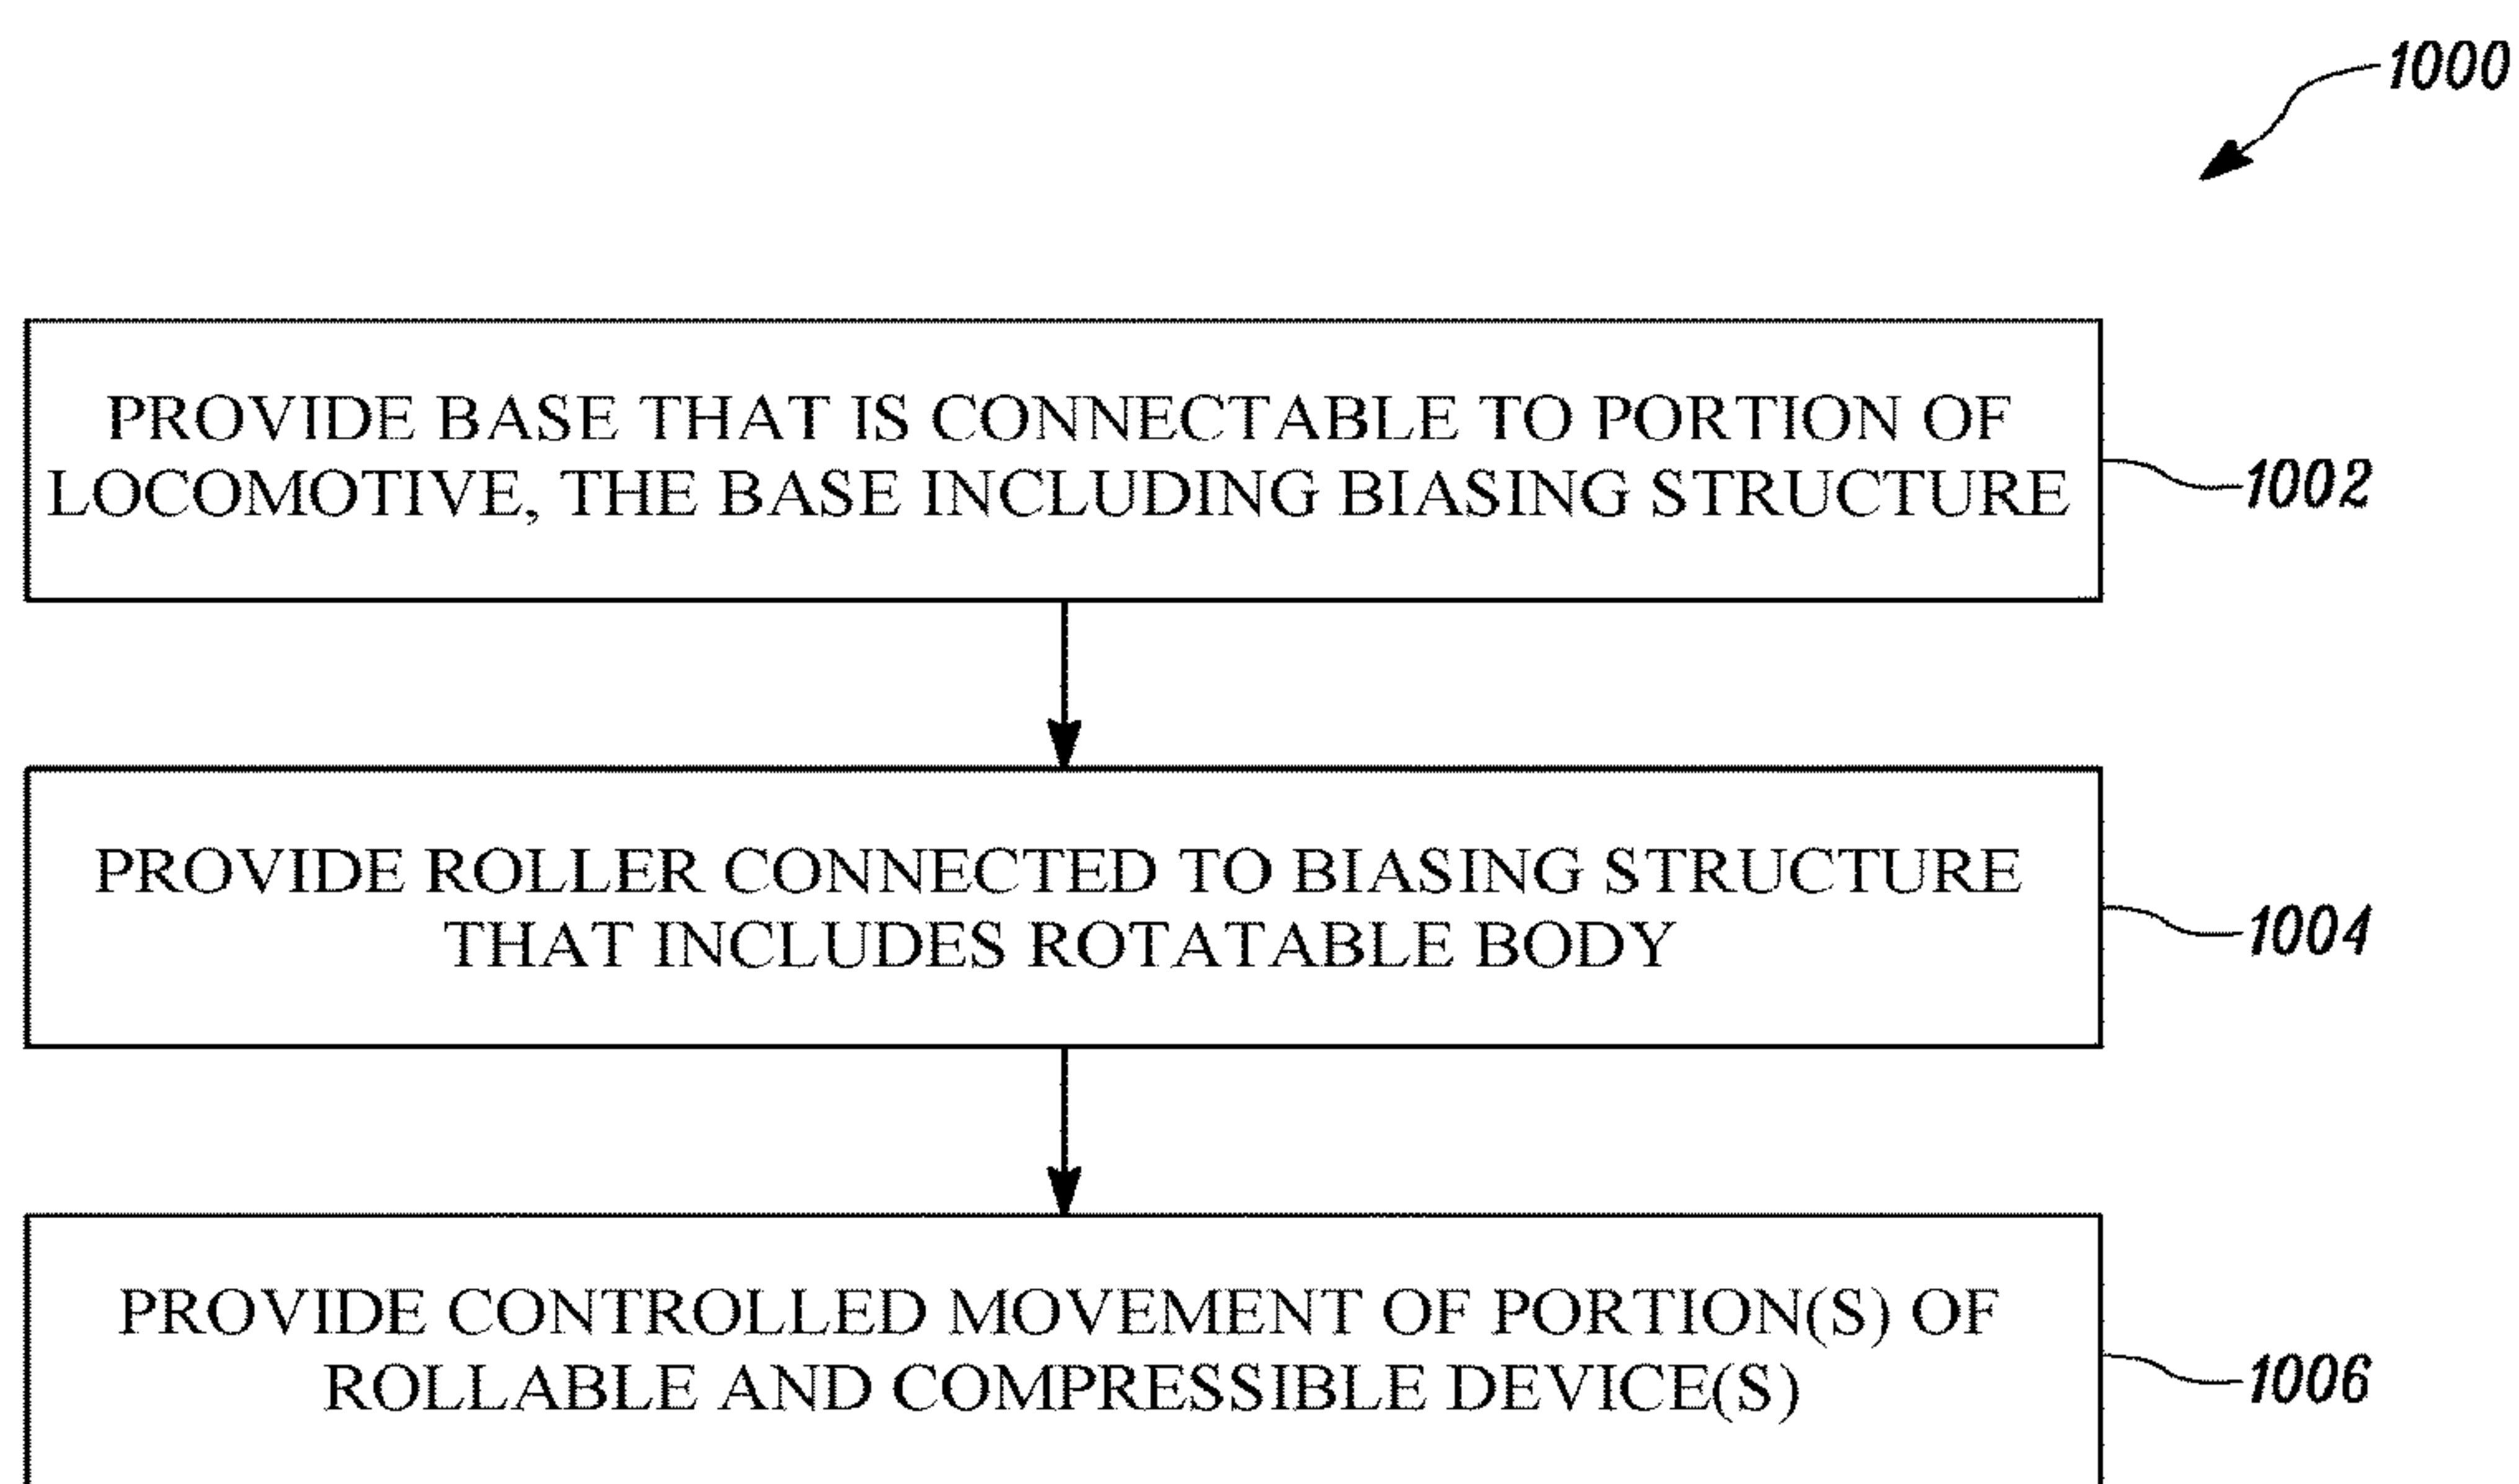 1000
PROVIDE BASE THAT IS CONNECTABLE TO PORTION OF
LOCOMOTIVE, THE BASE INCLUDING BIASING STRUCTURE
1002
PROVIDE ROLLER CONNECTED TO BIASING STRUCTURE
THAT INCLUDES ROTATABLE BODY
1004
PROVIDE CONTROLLED MOVEMENT OF PORTION(S) OF
ROLLABLE AND COMPRESSIBLE DEVICE(S)
1006